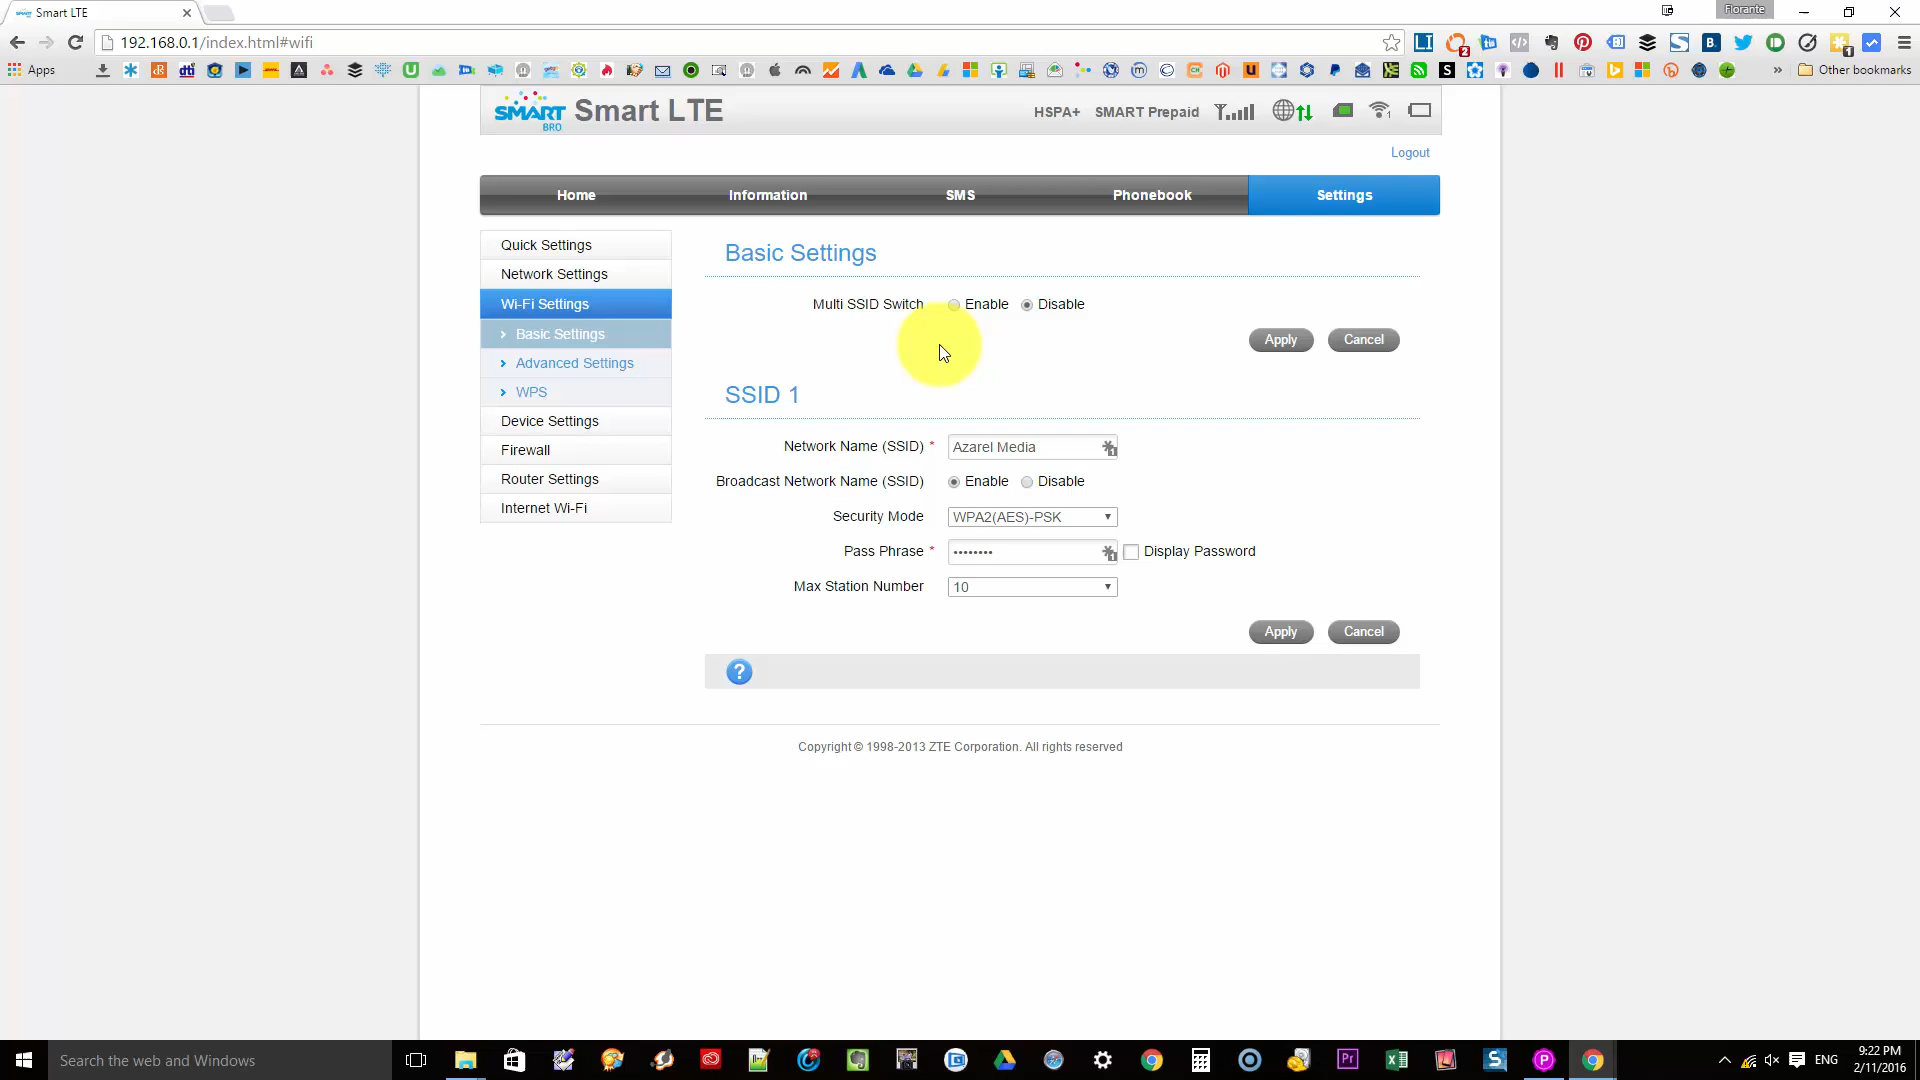 Smart LTE
Florante
192.168.0.1/index.html#wifi
Apps
Other bookmarks
SMART BRO Smart LTE
HSPA+ SMART Prepaid
Logout
Home Information SMS Phonebook Settings
Quick Settings
Network Settings
Wi-Fi Settings
Basic Settings
Advanced Settings
WPS
Device Settings
Firewall
Router Settings
Internet Wi-Fi
Basic Settings
Multi SSID Switch Enable Disable
Apply Cancel
SSID 1
Network Name (SSID) * Azarel Media
Broadcast Network Name (SSID) Enable Disable
Security Mode WPA2(AES)-PSK
Pass Phrase * •••••••• Display Password
Max Station Number 10
Apply Cancel
?
Copyright © 1998-2013 ZTE Corporation. All rights reserved
Search the web and Windows
ENG
9:22 PM
2/11/2016